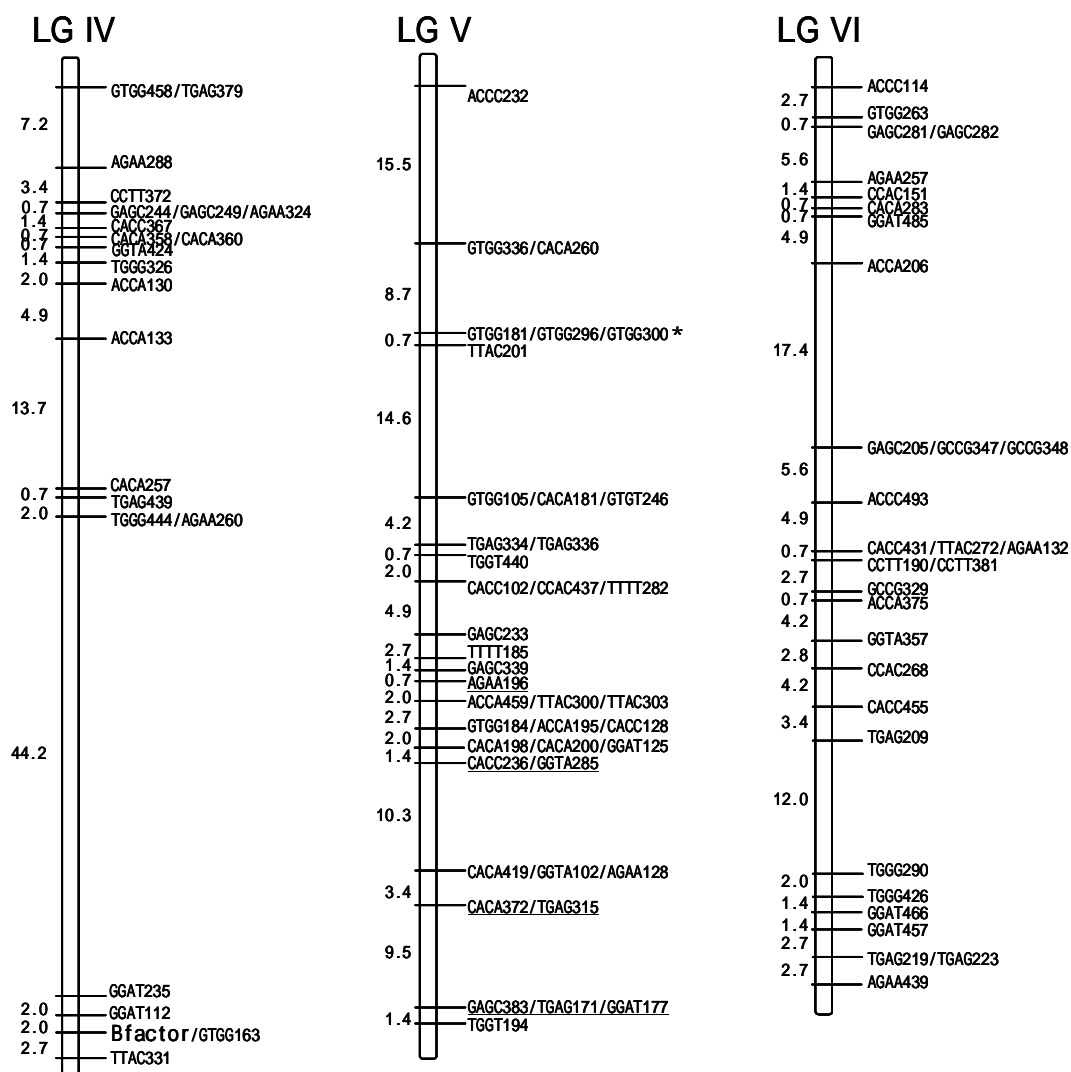 LG IV
GTGG458/TGAG379
7.2
AGAA288
3.4
CCTT372
0.7
GAGC244/GAGC249/AGAA324
1.4
CACC367
0.7
CACA358/CACA360
0.7
GGTA424
1.4
TGGG326
2.0
ACCA130
4.9
ACCA133
13.7
CACA257
0.7
TGAG439
2.0
TGGG444/AGAA260
44.2
GGAT235
2.0
GGAT112
2.0
Bfactor/GTGG163
2.7
TTAC331
LG V
ACCC232
15.5
GTGG336/CACA260
8.7
GTGG181/GTGG296/GTGG300 *
0.7
TTAC201
14.6
GTGG105/CACA181/GTGT246
4.2
TGAG334/TGAG336
0.7
TGGT440
2.0
CACC102/CCAC437/TTTT282
4.9
GAGC233
2.7
TTTT185
1.4
GAGC339
0.7
AGAA196
2.0
ACCA459/TTAC300/TTAC303
2.7
GTGG184/ACCA195/CACC128
2.0
CACA198/CACA200/GGAT125
1.4
CACC236/GGTA285
10.3
CACA419/GGTA102/AGAA128
3.4
CACA372/TGAG315
9.5
GAGC383/TGAG171/GGAT177
1.4
TGGT194
LG VI
ACCC114
2.7
GTGG263
0.7
GAGC281/GAGC282
5.6
AGAA257
1.4
CCAC151
0.7
CACA283
0.7
GGAT485
4.9
ACCA206
17.4
GAGC205/GCCG347/GCCG348
5.6
ACCC493
4.9
CACC431/TTAC272/AGAA132
0.7
CCTT190/CCTT381
2.7
GCCG329
0.7
ACCA375
4.2
GGTA357
2.8
CCAC268
4.2
CACC455
3.4
TGAG209
12.0
TGGG290
2.0
TGGG426
1.4
GGAT466
1.4
GGAT457
2.7
TGAG219/TGAG223
2.7
AGAA439